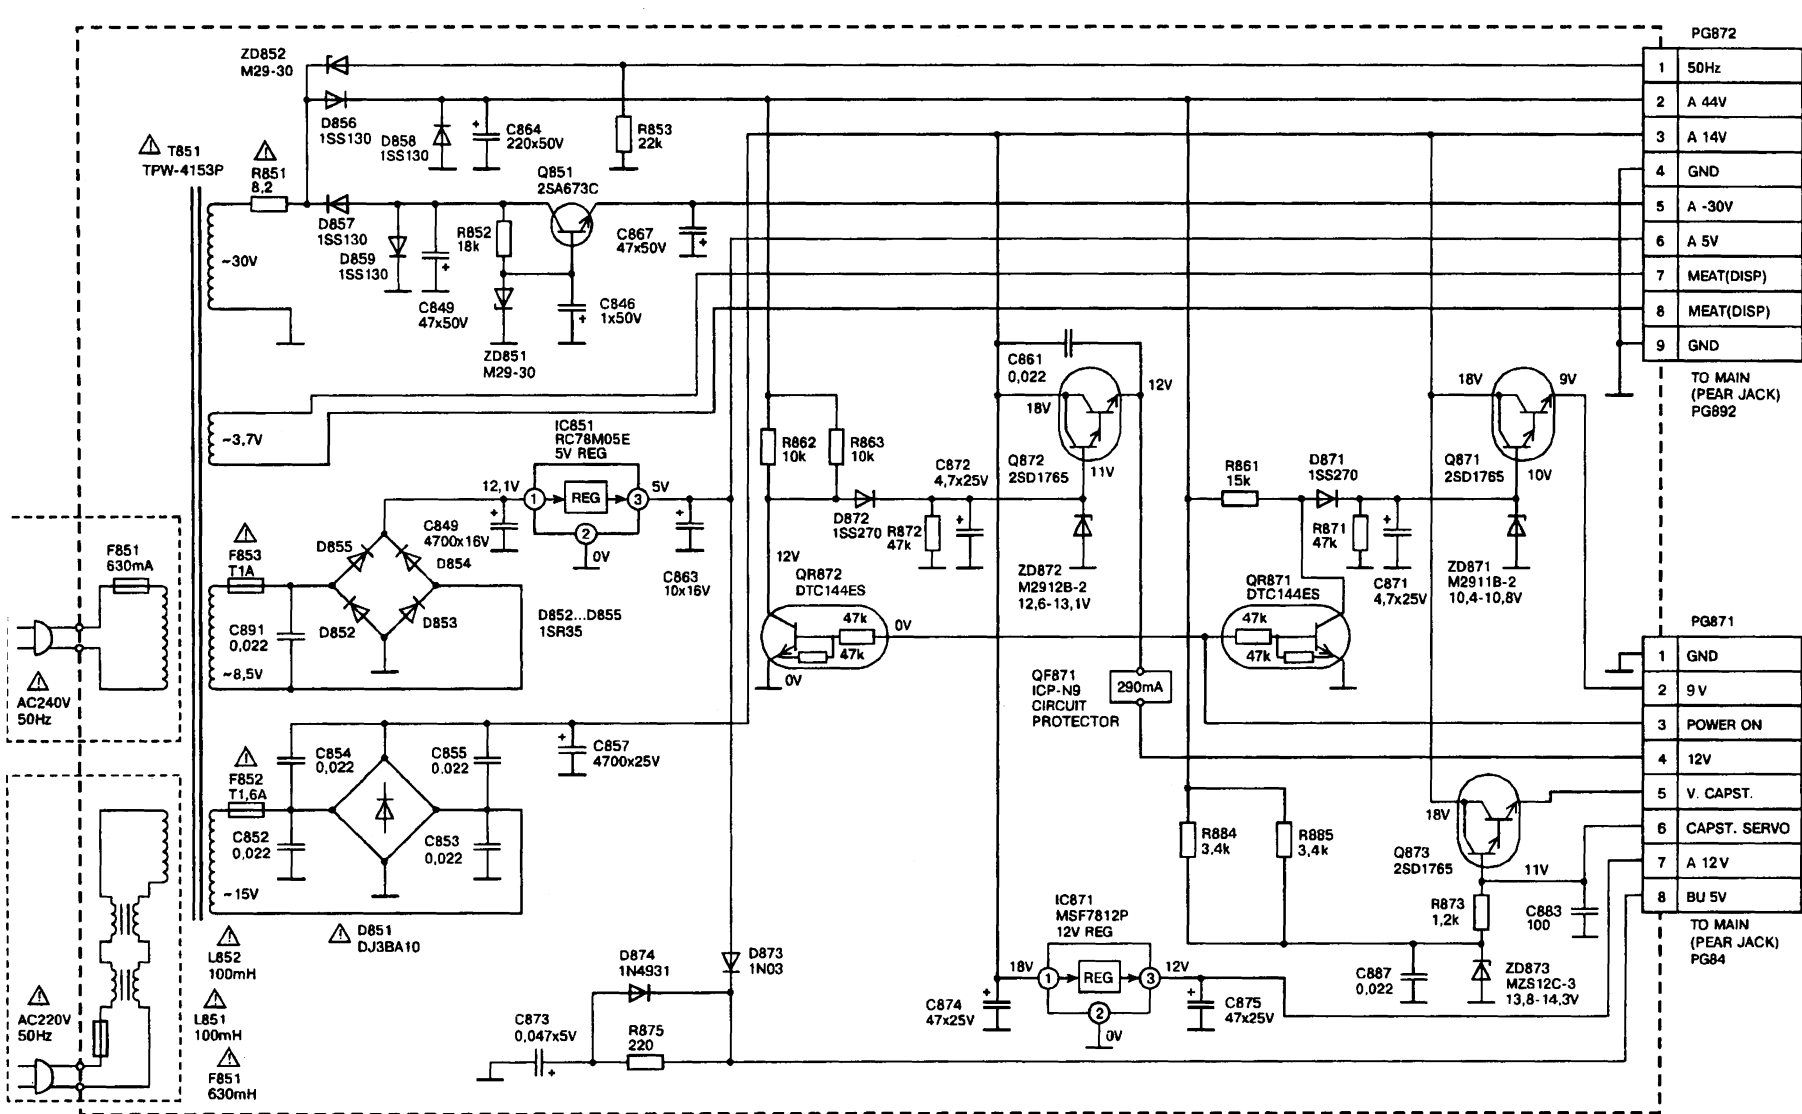 PG872
ZD852
M29-30
1 50Hz
2 A 44V
3 A 14V
4 GND
5 A -30V
6 A 5V
7 MEAT(DISP)
8 MEAT(DISP)
9 GND
TO MAIN
(PEAR JACK)
PG892
D856
1SS130
D858
1SS130
+
C864
220x50V
R853
22k
T851
TPW-4153P
R851
8,2
Q851
2SA673C
D857
1SS130
D859
1SS130
R852
18k
C867
47x50V
+
~30V
+
C849
47x50V
C846
1x50V
+
ZD851
M29-30
C861
0,022
12V
18V
18V
9V
~3,7V
IC851
RC78M05E
5V REG
R862
10k
R863
10k
Q872
2SD1765
11V
Q871
2SD1765
10V
12,1V
1
REG
3
5V
2
0V
+
C849
4700x16V
+
C863
10x16V
C872
4,7x25V
+
D872
1SS270
R872
47k
R861
15k
D871
1SS270
R871
47k
+
C871
4,7x25V
ZD872
M2912B-2
12,6-13,1V
ZD871
M2911B-2
10,4-10,8V
F851
630mA
F853
T1A
D855
D854
D852
D853
C891
0,022
D852...D855
1SR35
~8,5V
AC240V
50Hz
12V
QR872
DTC144ES
47k
47k
0V
0V
QR871
DTC144ES
47k
47k
QF871
ICP-N9
CIRCUIT
PROTECTOR
290mA
PG871
1 GND
2 9V
3 POWER ON
4 12V
5 V. CAPST.
6 CAPST. SERVO
7 A 12V
8 BU 5V
TO MAIN
(PEAR JACK)
PG84
F852
T1,6A
C854
0,022
C855
0.022
+
C857
4700x25V
C852
0,022
C853
0,022
~15V
D851
DJ3BA10
R884
3,4k
R885
3,4k
18V
Q873
2SD1765
11V
R873
1,2k
C883
100
L852
100mH
L851
100mH
F851
630mH
AC220V
50Hz
D874
1N4931
D873
1N03
C873
0,047x5V
+
R875
220
IC871
MSF7812P
12V REG
18V
1
REG
3
12V
2
0V
+
C874
47x25V
+
C875
47x25V
C887
0,022
ZD873
MZS12C-3
13,8-14,3V